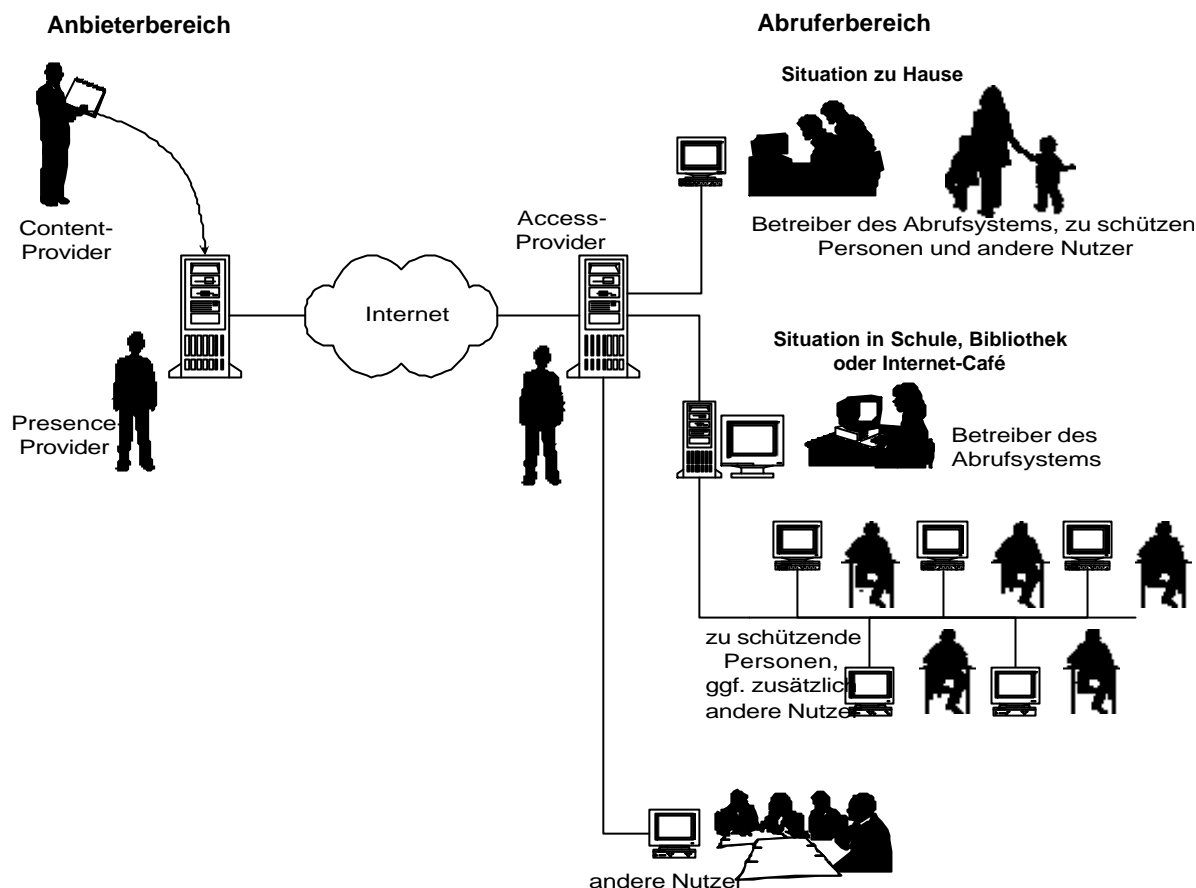 Anbieterbereich
Abruferbereich
Situation zu Hause
Content-
Provider
Access-
Provider
Betreiber des Abrufsystems, zu schützen
Personen und andere Nutzer
Internet
Situation in Schule, Bibliothek
oder Internet-Café
Presence-
Provider
Betreiber des
Abrufsystems
zu schützende
Personen,
ggf. zusätzlich
andere Nutzer
andere Nutzer